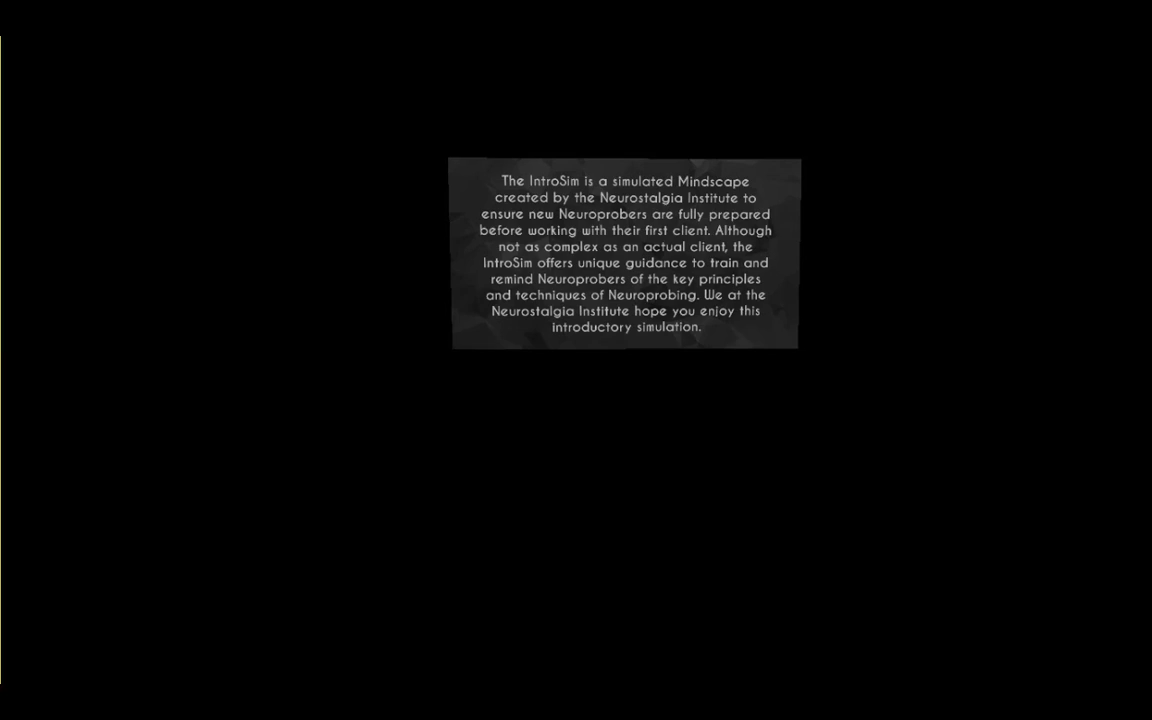 The IntroSim is a simulated Mindscape
created by the Neurostalgia Institute to
ensure new Neuroprobers are fully prepared
before working with their first client. Although
not as complex as an actual client, the
IntroSim offers unique guidance to train and
remind Neuroprobers of the key principles
and techniques of Neuroprobing. We at the
Neurostalgia Institute hope you enjoy this
introductory simulation.